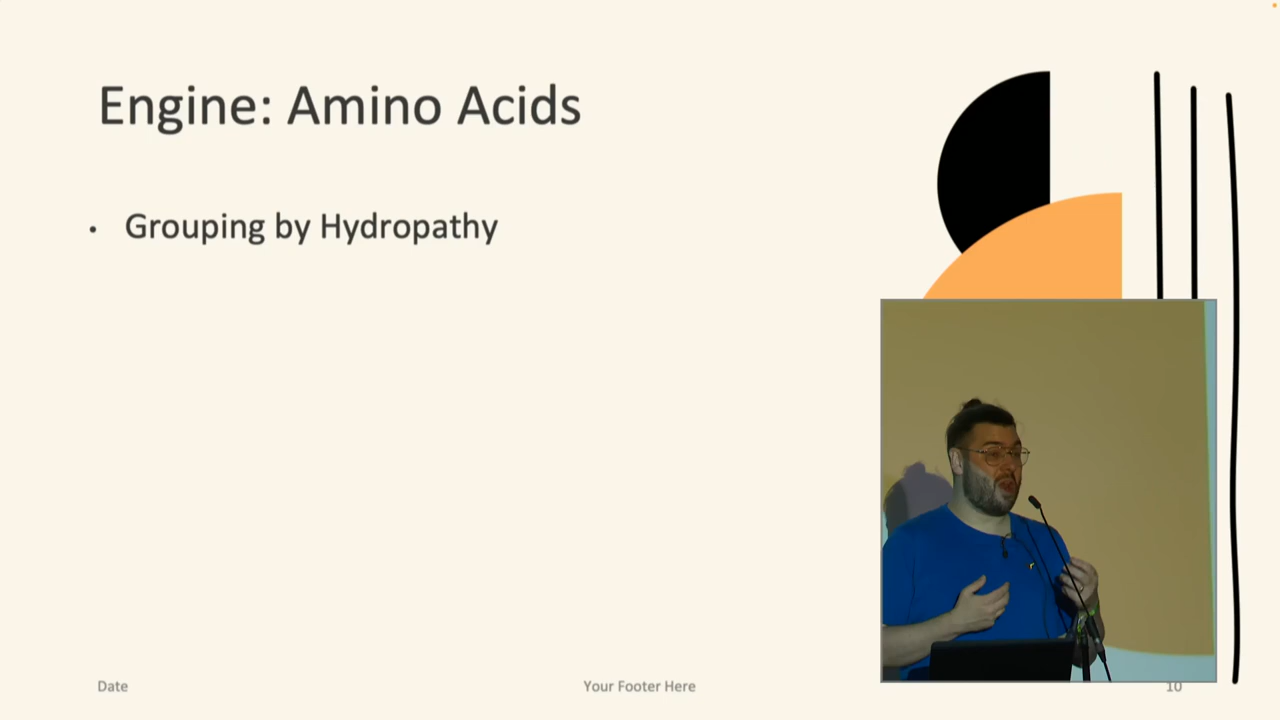 Engine: Amino Acids
• Grouping by Hydropathy
Date
Your Footer Here
10